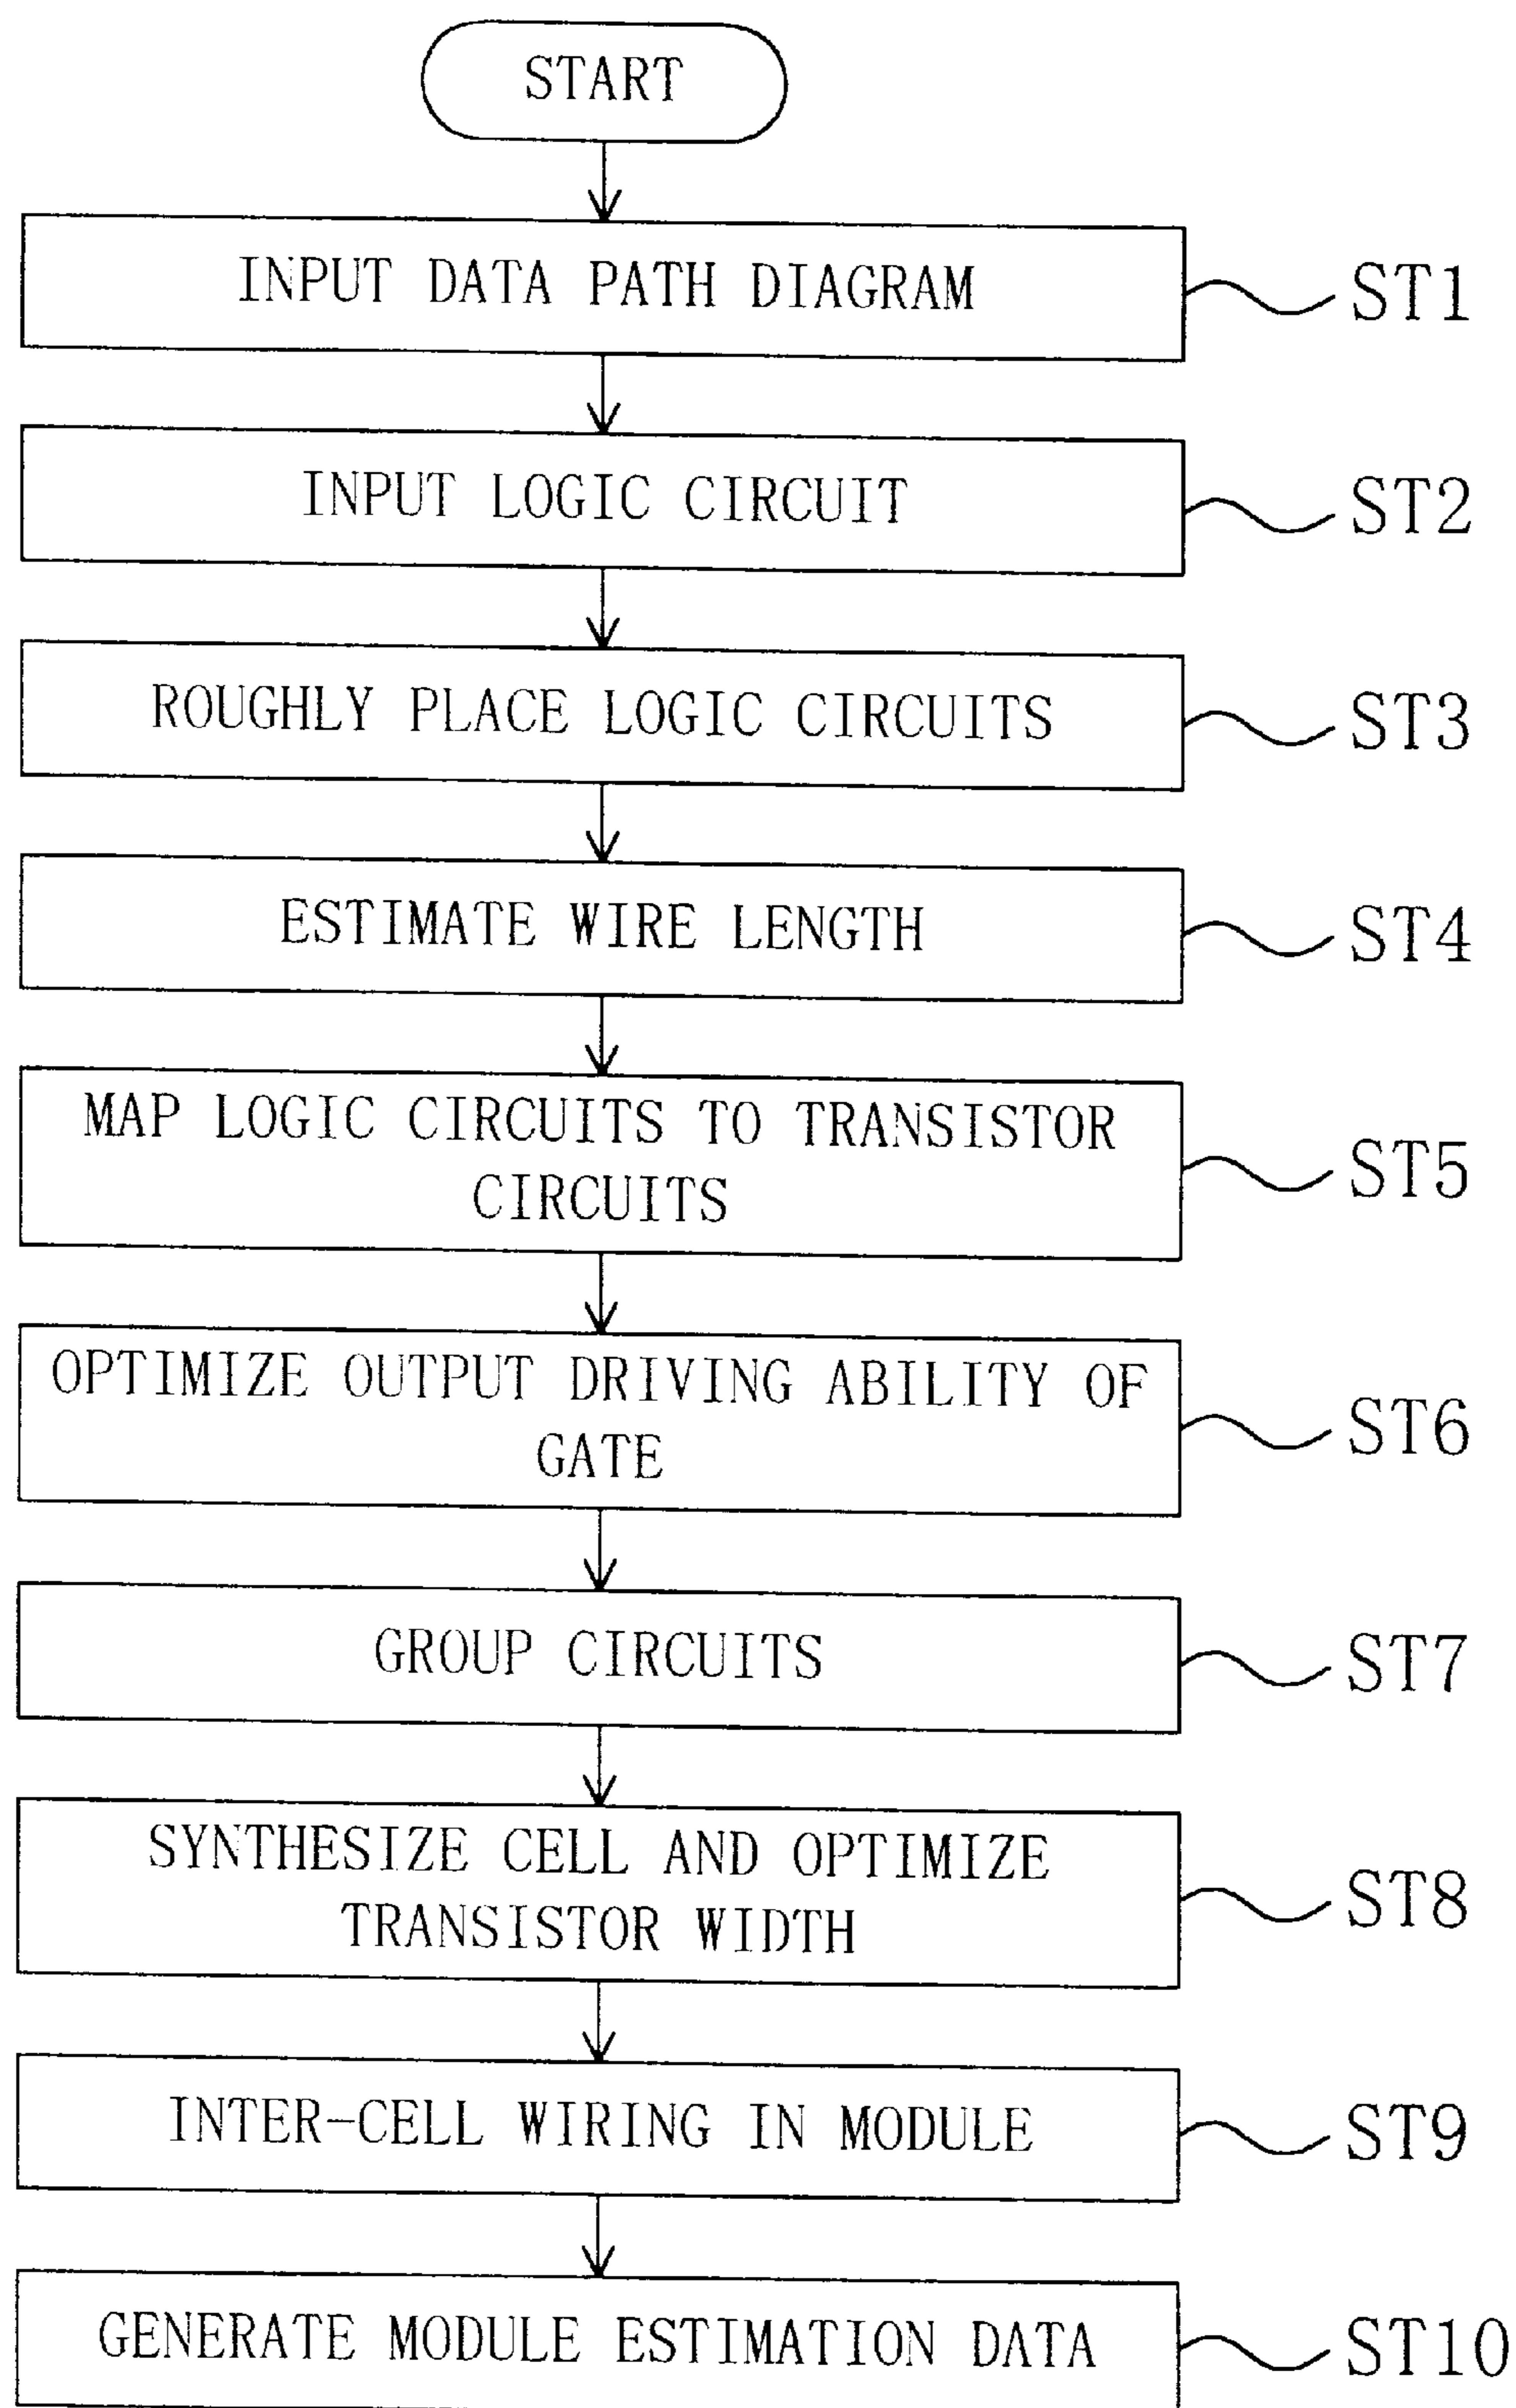 START
INPUT DATA PATH DIAGRAM
ST1
INPUT LOGIC CIRCUIT
ST2
ROUGHLY PLACE LOGIC CIRCUITS
ST3
ESTIMATE WIRE LENGTH
ST4
MAP LOGIC CIRCUITS TO TRANSISTOR
CIRCUITS
ST5
OPTIMIZE OUTPUT DRIVING ABILITY OF
GATE
ST6
GROUP CIRCUITS
ST7
SYNTHESIZE CELL AND OPTIMIZE
TRANSISTOR WIDTH
ST8
INTER-CELL WIRING IN MODULE
ST9
GENERATE MODULE ESTIMATION DATA
ST10